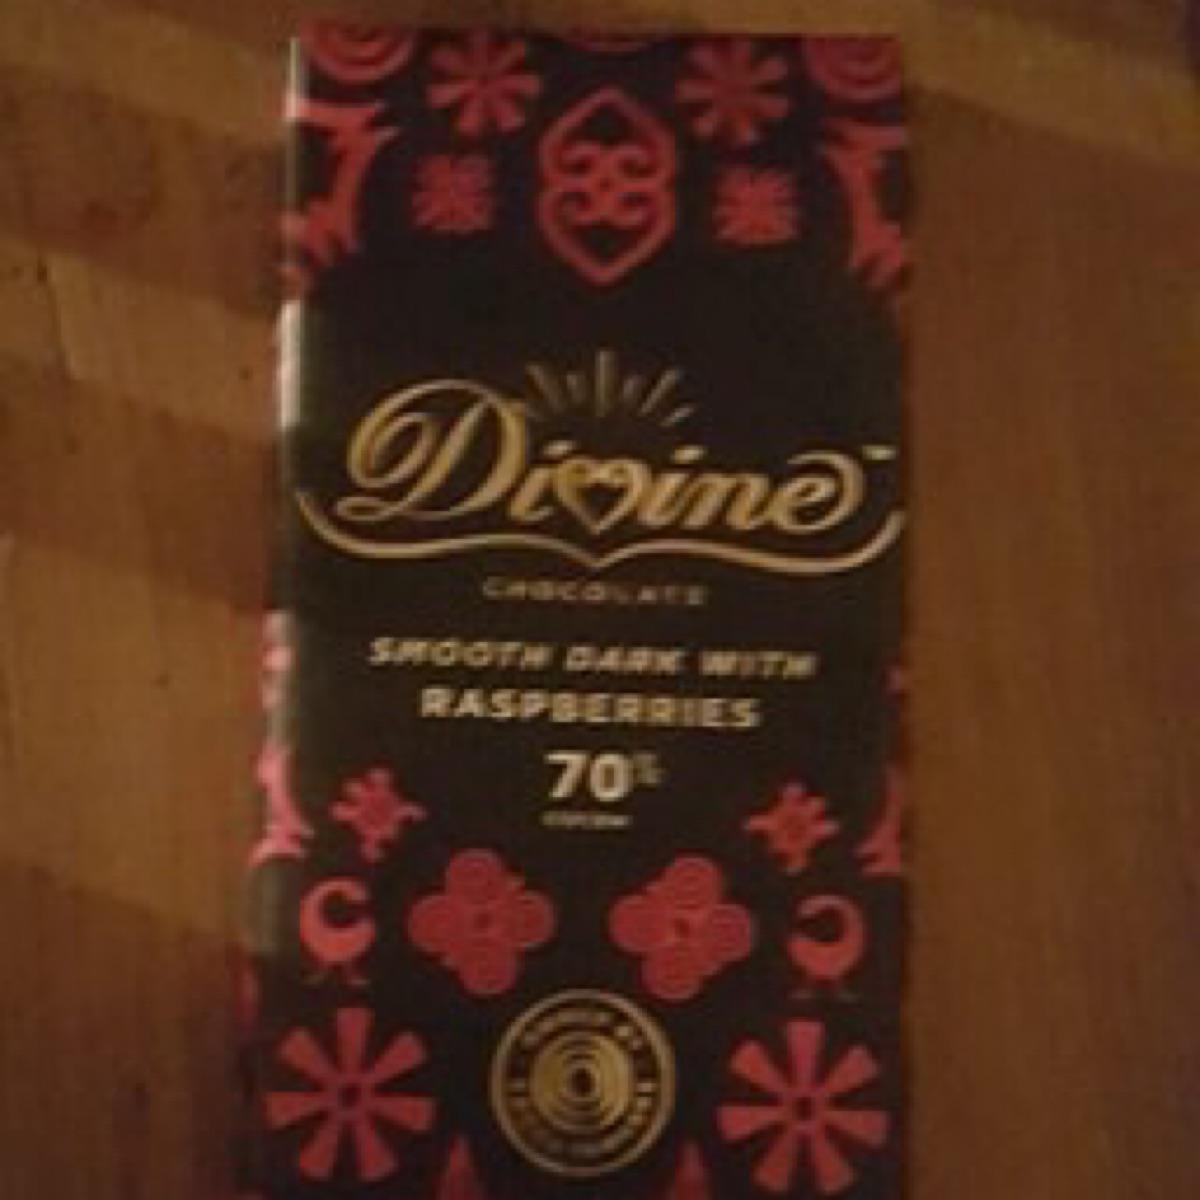 Divine
CHOCOLATE
SMOOTH DARK WITH
RASPBERRIES
70%